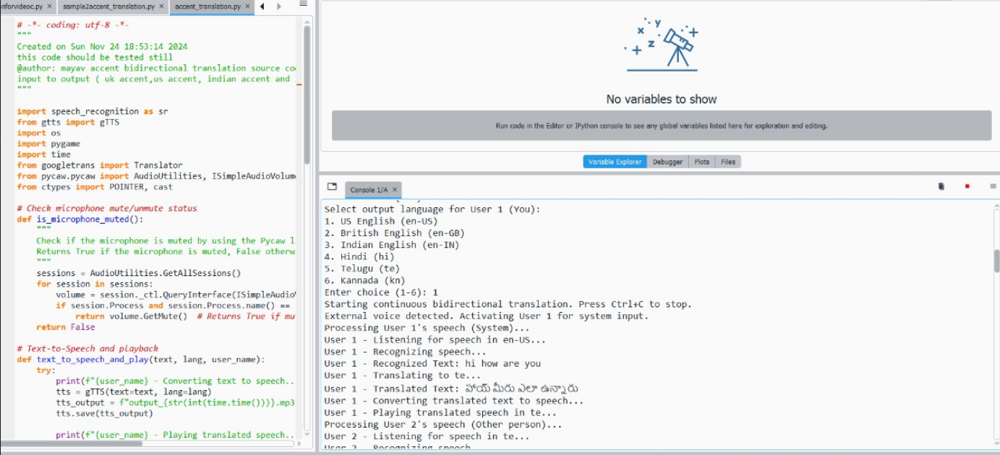 nforvideoc.py ×
sample2accent_translation.py ×
accent_translation.py ×
# -*- coding: utf-8 -*-
"""
Created on Sun Nov 24 18:53:14 2024
this code should be tested still
@author: mayav accent bidirectional translation source co
input to output ( uk accent,us accent, indian accent and
"""
import speech_recognition as sr
from gtts import gTTS
import os
import pygame
import time
from googletrans import Translator
from pycaw.pycaw import AudioUtilities, ISimpleAudioVolum
from ctypes import POINTER, cast
# Check microphone mute/unmute status
def is_microphone_muted():
"""
Check if the microphone is muted by using the Pycaw l
Returns True if the microphone is muted, False otherw
"""
sessions = AudioUtilities.GetAllSessions()
for session in sessions:
volume = session._ctl.QueryInterface(ISimpleAudioV
if session.Process and session.Process.name() ==
return volume.GetMute()  # Returns True if mu
return False
# Text-to-Speech and playback
def text_to_speech_and_play(text, lang, user_name):
try:
print(f"{user_name} - Converting text to speech..
tts = gTTS(text=text, lang=lang)
tts_output = f"output_{str(int(time.time()))}.mp3
tts.save(tts_output)
print(f"{user_name} - Playing translated speech..
x y z
No variables to show
Run code in the Editor or IPython console to see any global variables listed here for exploration and editing.
Variable Explorer Debugger Plots Files
Console 1/A ×
Select output language for User 1 (You):
1. US English (en-US)
2. British English (en-GB)
3. Indian English (en-IN)
4. Hindi (hi)
5. Telugu (te)
6. Kannada (kn)
Enter choice (1-6): 1
Starting continuous bidirectional translation. Press Ctrl+C to stop.
External voice detected. Activating User 1 for system input.
Processing User 1's speech (System)...
User 1 - Listening for speech in en-US...
User 1 - Recognizing speech...
User 1 - Recognized Text: hi how are you
User 1 - Translating to te...
User 1 - Translated Text: హాయ్ మీరు ఎలా ఉన్నారు
User 1 - Converting translated text to speech...
User 1 - Playing translated speech in te...
Processing User 2's speech (Other person)...
User 2 - Listening for speech in te...
User 2 - Recognizing speech